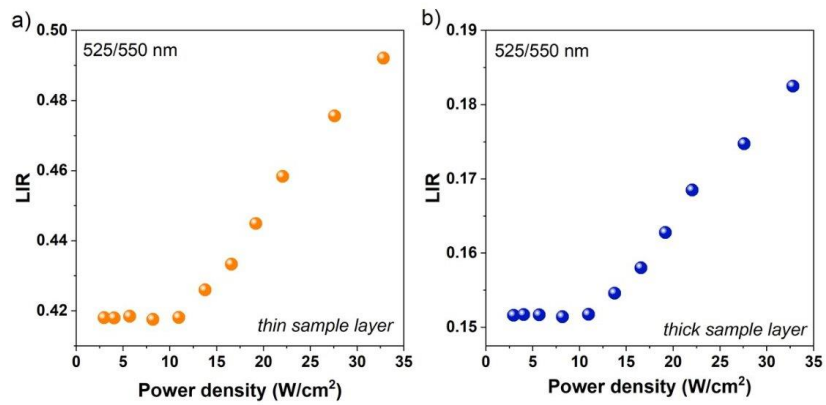 a)
525/550 nm
LIR
0.50
0.48
0.46
0.44
0.42
thin sample layer
0 5 10 15 20 25 30 35
Power density (W/cm²)
b)
525/550 nm
LIR
0.19
0.18
0.17
0.16
0.15
thick sample layer
0 5 10 15 20 25 30 35
Power density (W/cm²)